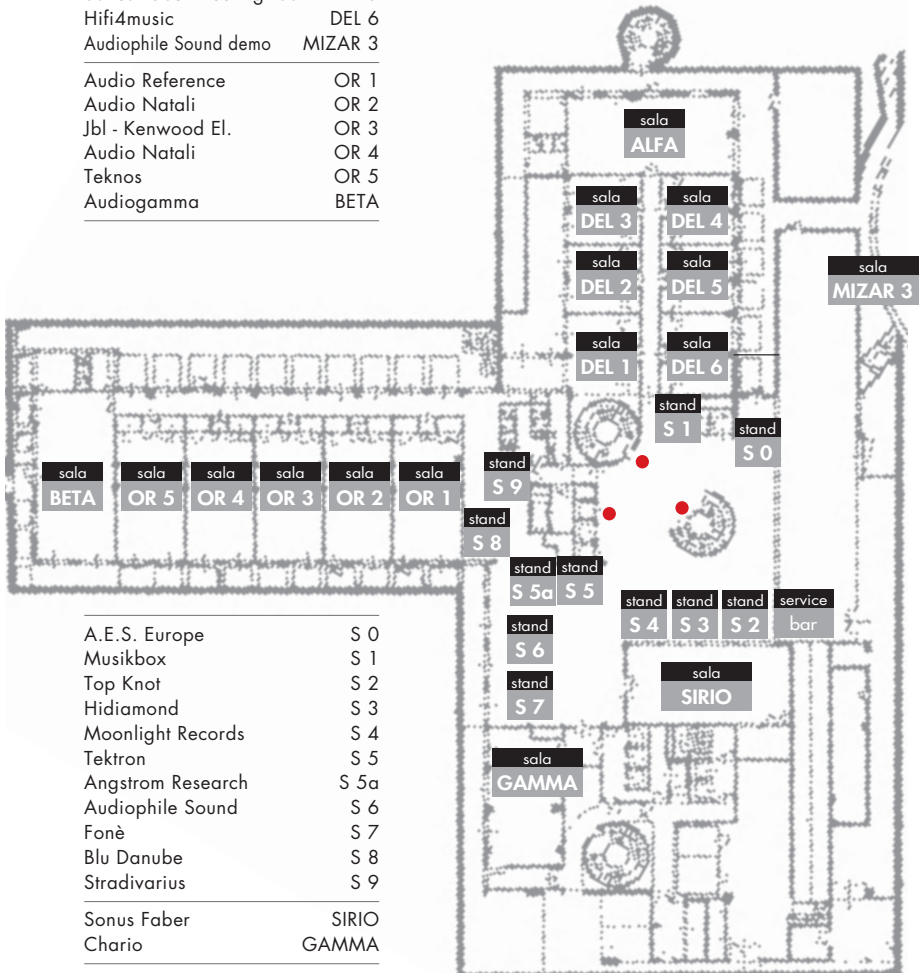 Hifi4music DEL 6
Audiophile Sound demo MIZAR 3
Audio Reference OR 1
Audio Natali OR 2
Jbl - Kenwood El. OR 3
Audio Natali OR 4
Teknos OR 5
Audiogamma BETA
sala
ALFA
sala sala
DEL 3 DEL 4
sala sala
DEL 2 DEL 5
sala
MIZAR 3
sala sala
DEL 1 DEL 6
stand
S 1
stand
S 0
stand
S 9
sala sala sala sala sala sala
BETA OR 5 OR 4 OR 3 OR 2 OR 1
stand
S 8
stand stand
S 5a S 5
stand stand stand service
S 4 S 3 S 2 bar
stand
S 6
stand
S 7
sala
SIRIO
sala
GAMMA
A.E.S. Europe S 0
Musikbox S 1
Top Knot S 2
Hidiamond S 3
Moonlight Records S 4
Tektron S 5
Angstrom Research S 5a
Audiophile Sound S 6
Fonè S 7
Blu Danube S 8
Stradivarius S 9
Sonus Faber SIRIO
Chario GAMMA